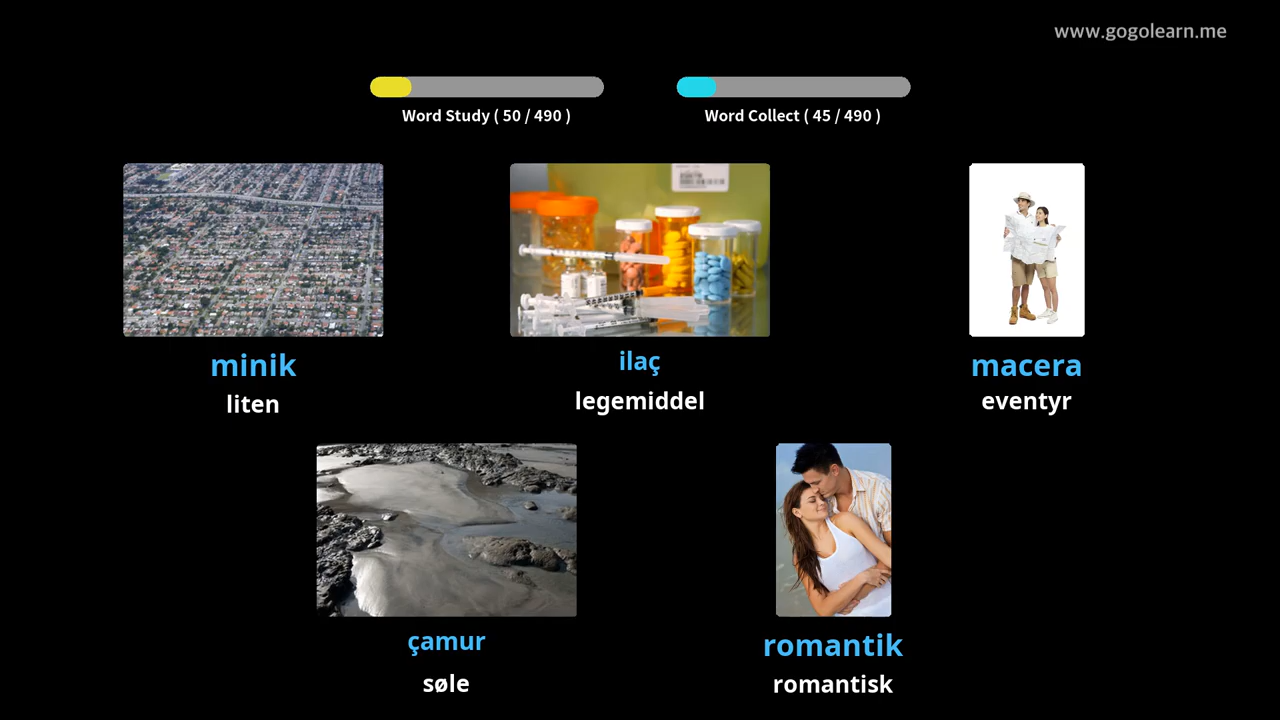 www.gogolearn.me
Word Study ( 50 / 490 )
Word Collect ( 45 / 490 )
minik
liten
ilaç
legemiddel
macera
eventyr
çamur
søle
romantik
romantisk